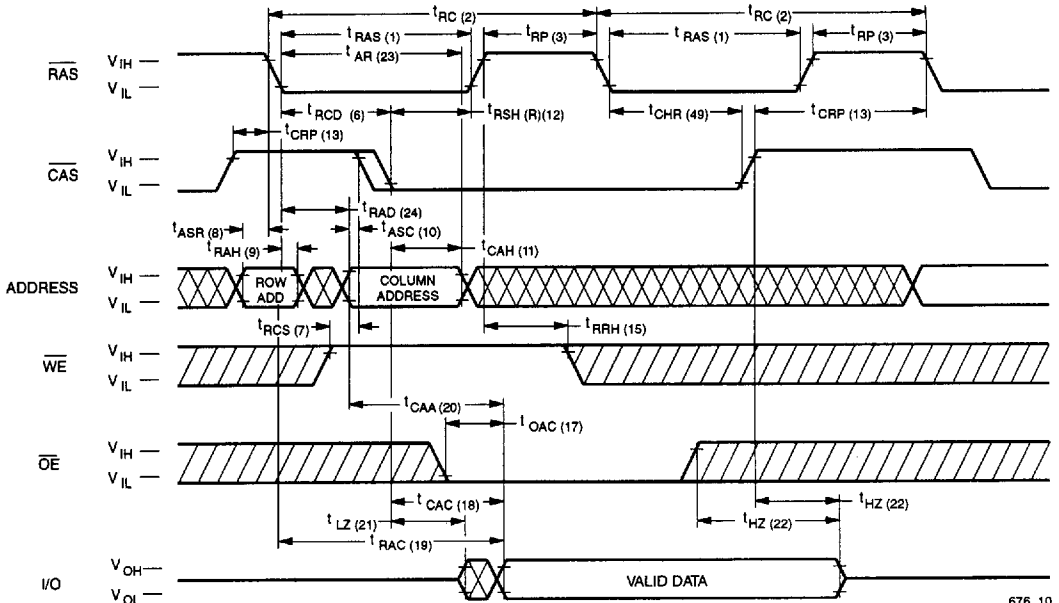 tRC (2) tRC (2)
tRAS (1) tRP (3) tRAS (1) tRP (3)
tAR (23)
RAS VIH VIL
tRCD (6) tRSH (R)(12) tCHR (49) tCRP (13)
tCRP (13)
CAS VIH VIL
tRAD (24)
tASR (8) tASC (10)
tRAH (9) tCAH (11)
ADDRESS VIH VIL ROW ADD COLUMN ADDRESS
tRCS (7) tRRH (15)
WE VIH VIL
tCAA (20)
tOAC (17)
OE VIH VIL
tCAC (18) tHZ (22)
tLZ (21) tHZ (22)
tRAC (19)
I/O VOH VOL VALID DATA
676 10